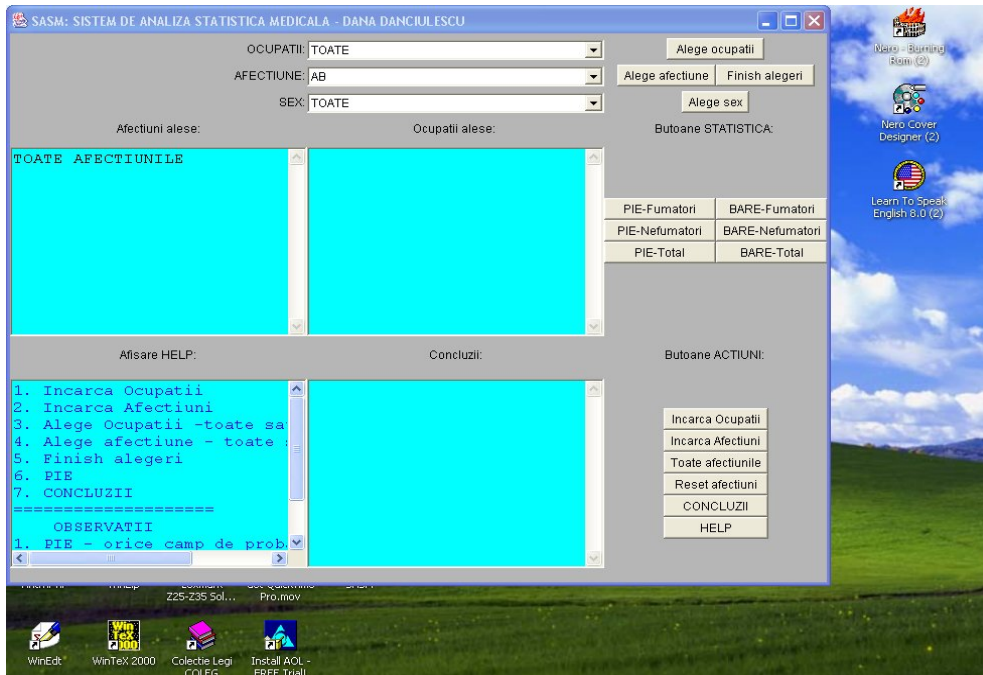 SASM: SISTEM DE ANALIZA STATISTICA MEDICALA - DANA DANCIULESCU
OCUPATII: TOATE
Alege ocupatii
AFECTIUNE: AB
Alege afectiune
Finish alegeri
SEX: TOATE
Alege sex
Afectiuni alese:
Ocupatii alese:
Butoane STATISTICA:
TOATE AFECTIUNILE
PIE-Fumatori
BARE-Fumatori
PIE-Nefumatori
BARE-Nefumatori
PIE-Total
BARE-Total
Afisare HELP:
Concluzii:
Butoane ACTIUNI:
1. Incarca Ocupatii
2. Incarca Afectiuni
3. Alege Ocupatii -toate sa
4. Alege afectiune - toate
5. Finish alegeri
6. PIE
7. CONCLUZII
=====================
OBSERVATII
1. PIE - orice camp de prob
Incarca Ocupatii
Incarca Afectiuni
Toate afectiunile
Reset afectiuni
CONCLUZII
HELP
Nero - Burning
Rom (2)
Nero Cover
Designer (2)
Learn To Speak
English 8.0 (2)
Z25-Z35 Sol...
Pro.mov
WinEdt
WinTeX 2000
Colectie Legi
COLEG
Install AOL -
FREE Trial!